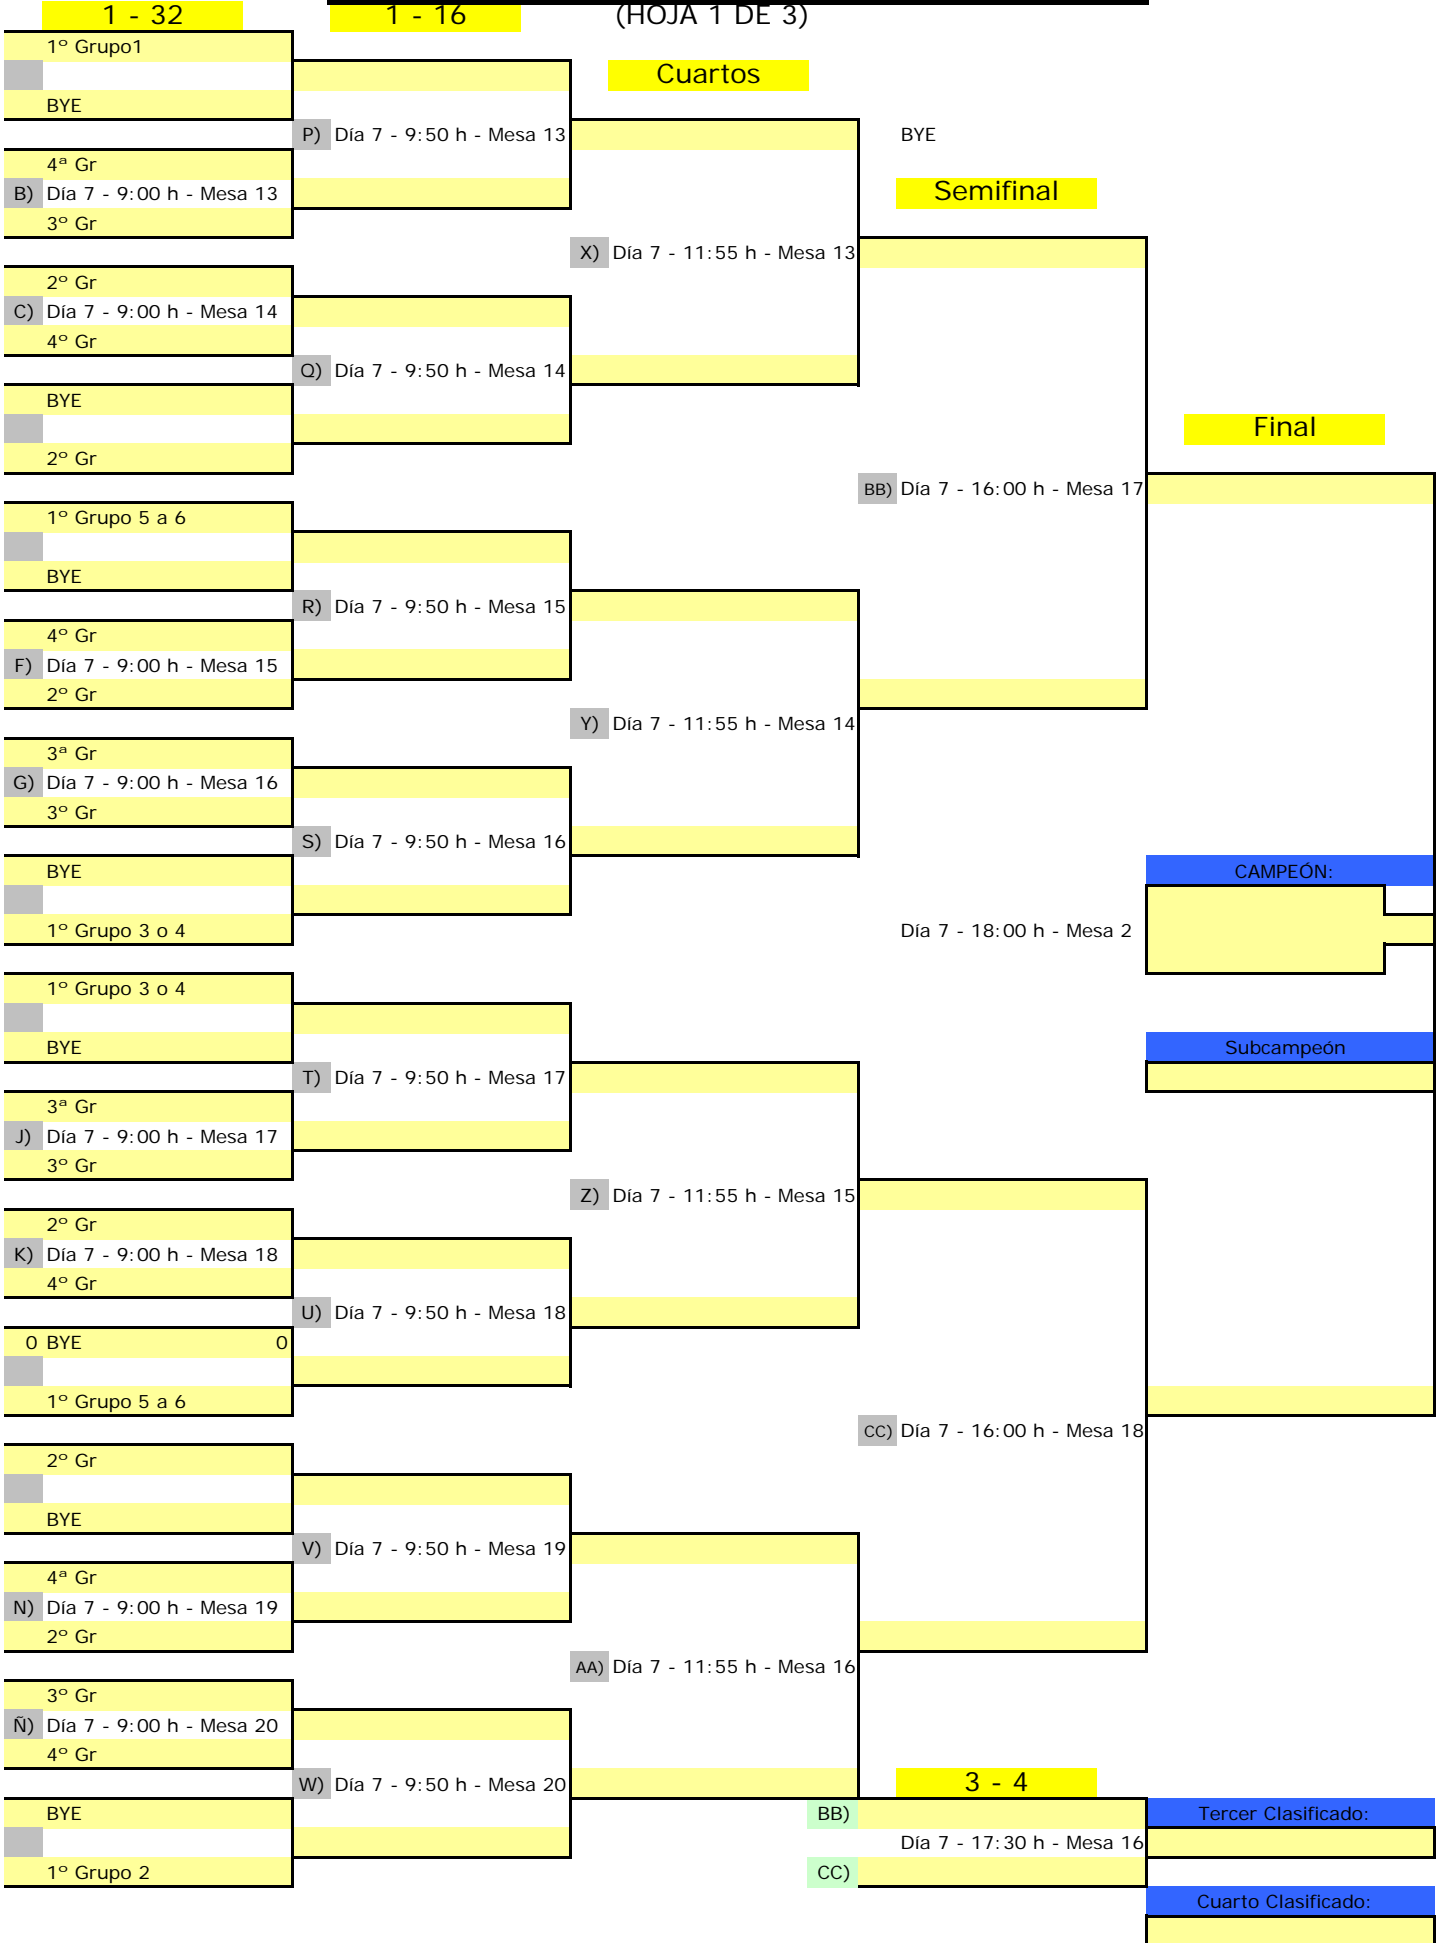 1 - 32
1 - 16
(HOJA 1 DE 3)
1º Grupo1
Cuartos
BYE
P) Día 7 - 9:50 h - Mesa 13
BYE
4ª Gr
B) Día 7 - 9:00 h - Mesa 13
Semifinal
3º Gr
X) Día 7 - 11:55 h - Mesa 13
2º Gr
C) Día 7 - 9:00 h - Mesa 14
4º Gr
Q) Día 7 - 9:50 h - Mesa 14
BYE
Final
2º Gr
BB) Día 7 - 16:00 h - Mesa 17
1º Grupo 5 a 6
BYE
R) Día 7 - 9:50 h - Mesa 15
4º Gr
F) Día 7 - 9:00 h - Mesa 15
2º Gr
Y) Día 7 - 11:55 h - Mesa 14
3ª Gr
G) Día 7 - 9:00 h - Mesa 16
3º Gr
S) Día 7 - 9:50 h - Mesa 16
BYE
CAMPEÓN:
1º Grupo 3 o 4
Día 7 - 18:00 h - Mesa 2
1º Grupo 3 o 4
BYE
Subcampeón
T) Día 7 - 9:50 h - Mesa 17
3ª Gr
J) Día 7 - 9:00 h - Mesa 17
3º Gr
Z) Día 7 - 11:55 h - Mesa 15
2º Gr
K) Día 7 - 9:00 h - Mesa 18
4º Gr
U) Día 7 - 9:50 h - Mesa 18
0 BYE 0
1º Grupo 5 a 6
CC) Día 7 - 16:00 h - Mesa 18
2º Gr
BYE
V) Día 7 - 9:50 h - Mesa 19
4ª Gr
N) Día 7 - 9:00 h - Mesa 19
2º Gr
AA) Día 7 - 11:55 h - Mesa 16
3º Gr
Ñ) Día 7 - 9:00 h - Mesa 20
4º Gr
W) Día 7 - 9:50 h - Mesa 20
3 - 4
BYE
BB)
Tercer Clasificado:
Día 7 - 17:30 h - Mesa 16
1º Grupo 2
CC)
Cuarto Clasificado: